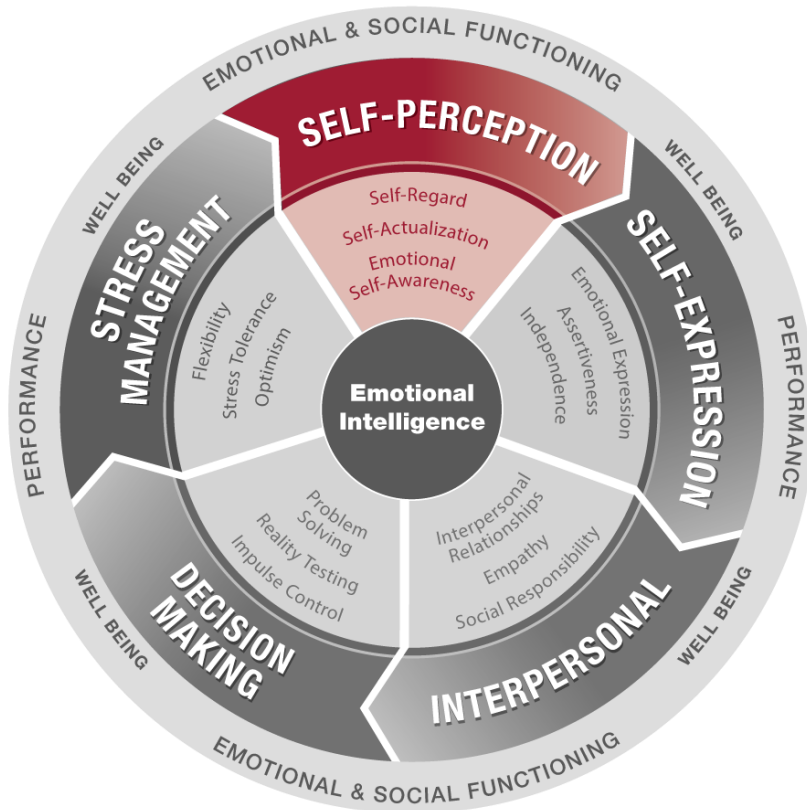 EMOTIONAL & SOCIAL FUNCTIONING
WELL BEING
PERFORMANCE
WELL BEING
EMOTIONAL & SOCIAL FUNCTIONING
WELL BEING
PERFORMANCE
WELL BEING
SELF-PERCEPTION
Self-Regard
Self-Actualization
Emotional
Self-Awareness
SELF-EXPRESSION
Emotional Expression
Assertiveness
Independence
INTERPERSONAL
Interpersonal
Relationships
Empathy
Social Responsibility
DECISION
MAKING
Problem
Solving
Reality Testing
Impulse Control
STRESS
MANAGEMENT
Flexibility
Stress Tolerance
Optimism
Emotional
Intelligence